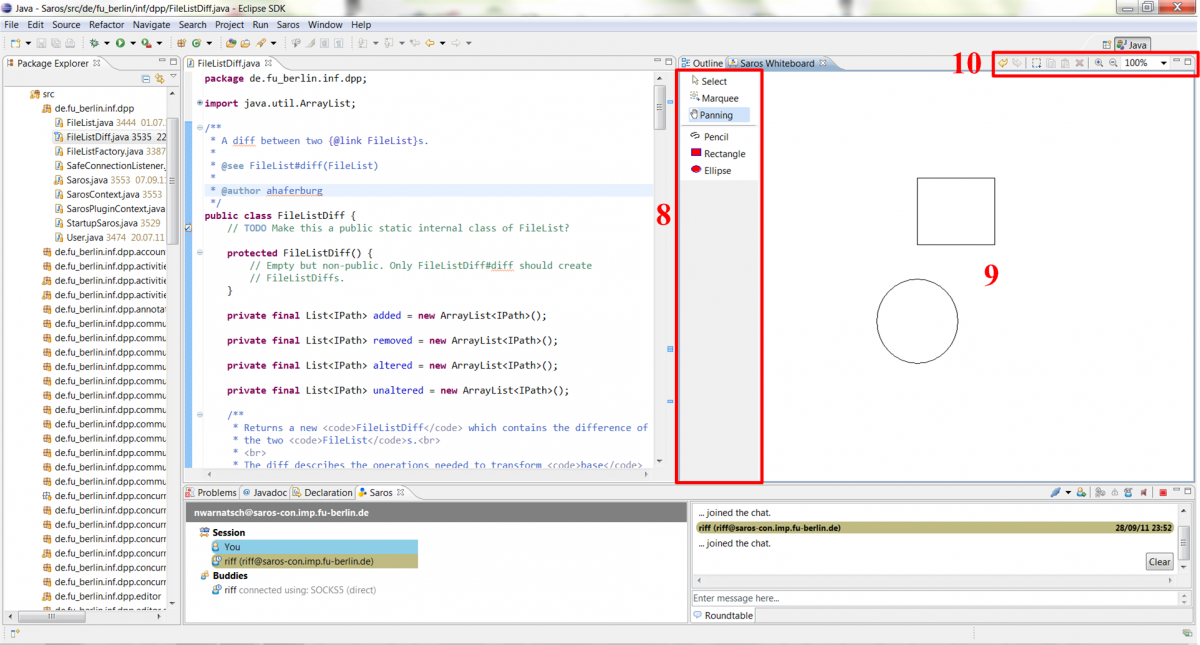 Java - Saros/src/de/fu_berlin/inf/dpp/FileListDiff.java - Eclipse SDK
File Edit Source Refactor Navigate Search Project Run Saros Window Help
Java
Package Explorer
src
de.fu_berlin.inf.dpp
FileList.java 3444 01.07.
FileListDiff.java 3535 22
FileListFactory.java 3387
SafeConnectionListener.
Saros.java 3553 07.09.1
SarosContext.java 3553
SarosPluginContext.java
StartupSaros.java 3529
User.java 3474 20.07.11
de.fu_berlin.inf.dpp.accoun
de.fu_berlin.inf.dpp.activitie
de.fu_berlin.inf.dpp.activitie
de.fu_berlin.inf.dpp.activitie
de.fu_berlin.inf.dpp.annota
de.fu_berlin.inf.dpp.commu
de.fu_berlin.inf.dpp.commu
de.fu_berlin.inf.dpp.commu
de.fu_berlin.inf.dpp.commu
de.fu_berlin.inf.dpp.commu
de.fu_berlin.inf.dpp.commu
de.fu_berlin.inf.dpp.commu
de.fu_berlin.inf.dpp.commu
de.fu_berlin.inf.dpp.commu
de.fu_berlin.inf.dpp.commu
de.fu_berlin.inf.dpp.commu
de.fu_berlin.inf.dpp.commu
de.fu_berlin.inf.dpp.concurr
de.fu_berlin.inf.dpp.concurr
de.fu_berlin.inf.dpp.concurr
de.fu_berlin.inf.dpp.concurr
de.fu_berlin.inf.dpp.concurr
de.fu_berlin.inf.dpp.concurr
de.fu_berlin.inf.dpp.concurr
de.fu_berlin.inf.dpp.editor
de.fu_berlin.inf.dpp.editor
FileListDiff.java
package de.fu_berlin.inf.dpp;
import java.util.ArrayList;
/**
* A diff between two {@link FileList}s.
*
* @see FileList#diff(FileList)
*
* @author ahaferburg
*/
public class FileListDiff {
// TODO Make this a public static internal class of FileList?
protected FileListDiff() {
// Empty but non-public. Only FileListDiff#diff should create
// FileListDiffs.
}
private final List<IPath> added = new ArrayList<IPath>();
private final List<IPath> removed = new ArrayList<IPath>();
private final List<IPath> altered = new ArrayList<IPath>();
private final List<IPath> unaltered = new ArrayList<IPath>();
/**
* Returns a new <code>FileListDiff</code> which contains the difference of
* the two <code>FileList</code>s.<br>
* <br>
* The diff describes the operations needed to transform <code>base</code>
Outline Saros Whiteboard
10
100%
Select
Marquee
Panning
Pencil
Rectangle
Ellipse
8
9
Problems @ Javadoc Declaration Saros
nwarnatsch@saros-con.imp.fu-berlin.de
Session
You
riff (riff@saros-con.imp.fu-berlin.de)
Buddies
riff connected using: SOCKS5 (direct)
... joined the chat.
riff (riff@saros-con.imp.fu-berlin.de) 28/09/11 23:52
... joined the chat.
Clear
Enter message here...
Roundtable